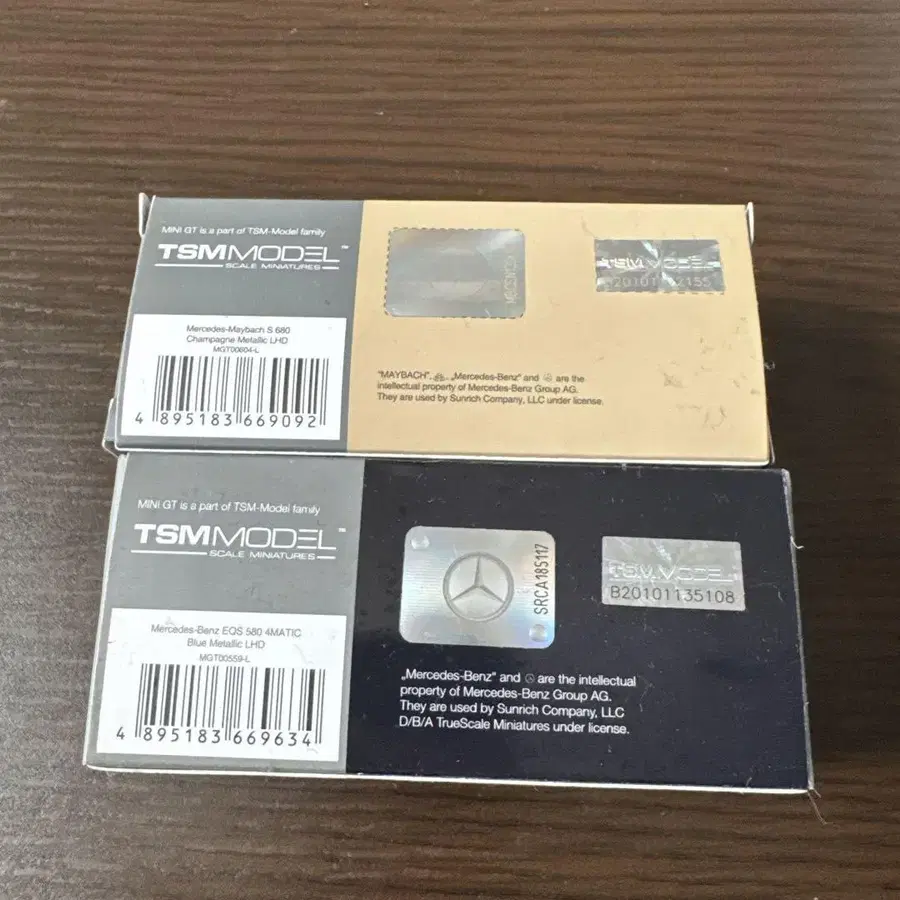 MINI GT is a part of TSM-Model family
TSMMODEL™
SCALE MINIATURES
Mercedes-Maybach S 680
Champagne Metallic LHD
MGT00604-L
4 895183 669092
TSMMODEL
"MAYBACH", „Mercedes-Benz" and are the
intellectual property of Mercedes-Benz Group AG.
They are used by Sunrich Company, LLC under license.
MINI GT is a part of TSM-Model family
TSMMODEL™
SCALE MINIATURES
Mercedes-Benz EQS 580 4MATIC
Blue Metallic LHD
MGT00559-L
4 895183 669634
SRCA18S117
TSMMODEL
B20101135108
„Mercedes-Benz" and are the intellectual
property of Mercedes-Benz Group AG.
They are used by Sunrich Company, LLC
D/B/A TrueScale Miniatures under license.